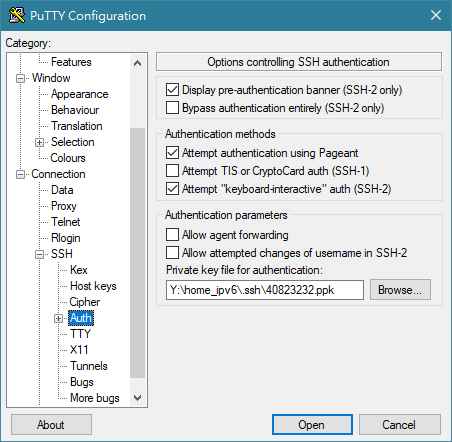 PuTTY Configuration
Category:
Features
Window
Appearance
Behaviour
Translation
Selection
Colours
Connection
Data
Proxy
Telnet
Rlogin
SSH
Kex
Host keys
Cipher
Auth
TTY
X11
Tunnels
Bugs
More bugs
Options controlling SSH authentication
Display pre-authentication banner (SSH-2 only)
Bypass authentication entirely (SSH-2 only)
Authentication methods
Attempt authentication using Pageant
Attempt TIS or CryptoCard auth (SSH-1)
Attempt "keyboard-interactive" auth (SSH-2)
Authentication parameters
Allow agent forwarding
Allow attempted changes of username in SSH-2
Private key file for authentication:
Y:\home_ipv6\.ssh\40823232.ppk
Browse...
About
Open
Cancel